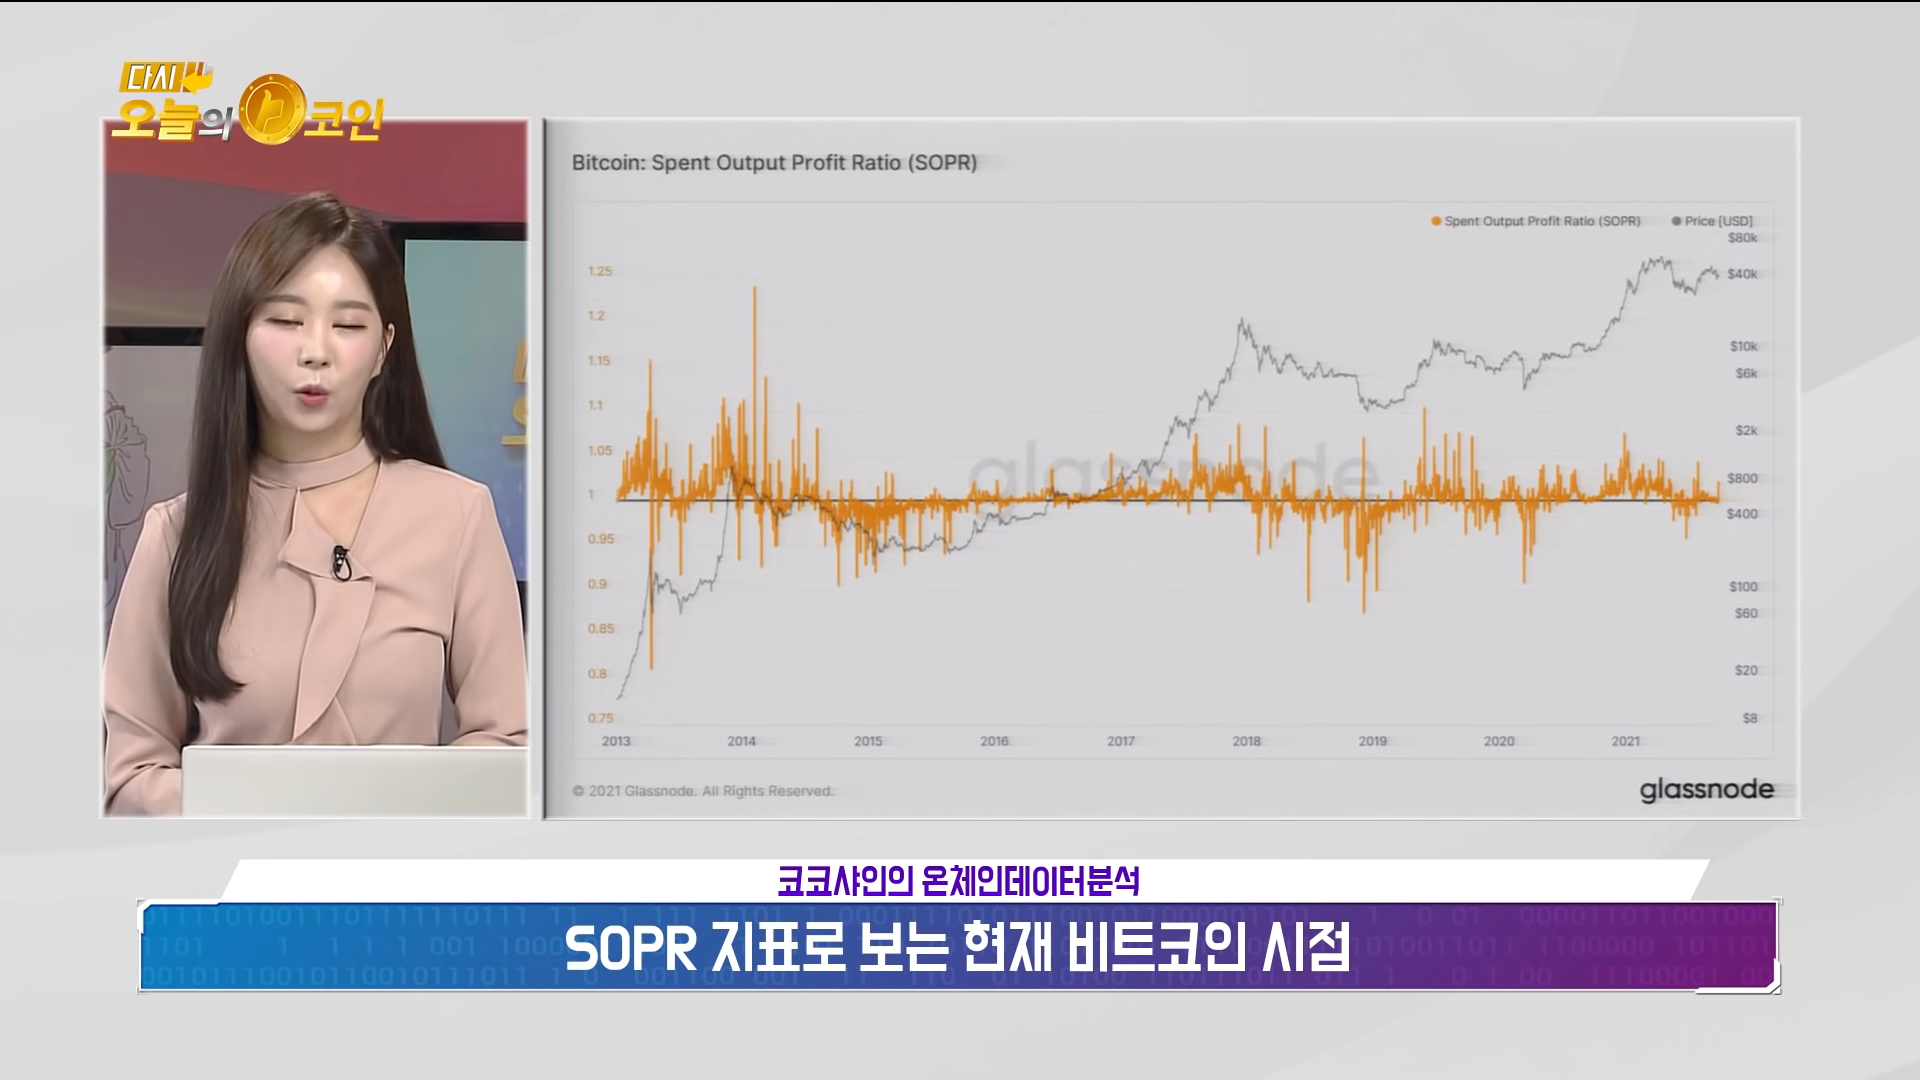 다시
오늘의 코인
Bitcoin: Spent Output Profit Ratio (SOPR)
Spent Output Profit Ratio (SOPR) Price [USD]
$80k
1.25 $40k
1.2
1.15 $10k
$6k
1.1
1.05 $2k
glassnode
1 $800
$400
0.95
0.9 $100
$60
0.85
0.8 $20
0.75 $8
2013 2014 2015 2016 2017 2018 2019 2020 2021
© 2021 Glassnode. All Rights Reserved.
glassnode
코코샤인의 온체인데이터분석
SOPR 지표로 보는 현재 비트코인 시점